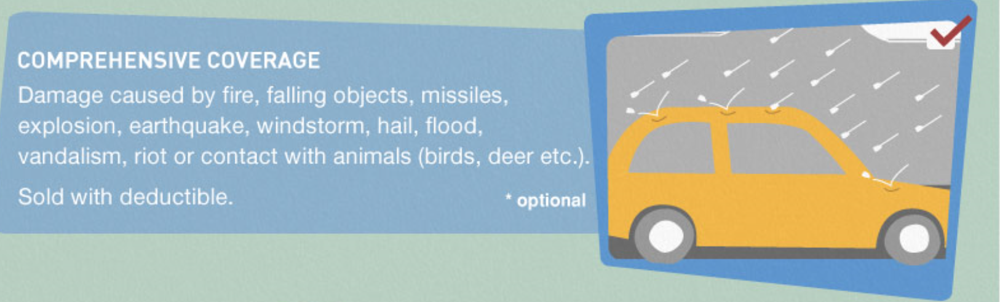 COMPREHENSIVE COVERAGE
Damage caused by fire, falling objects, missiles,
explosion, earthquake, windstorm, hail, flood,
vandalism, riot or contact with animals (birds, deer etc.).
Sold with deductible.
* optional